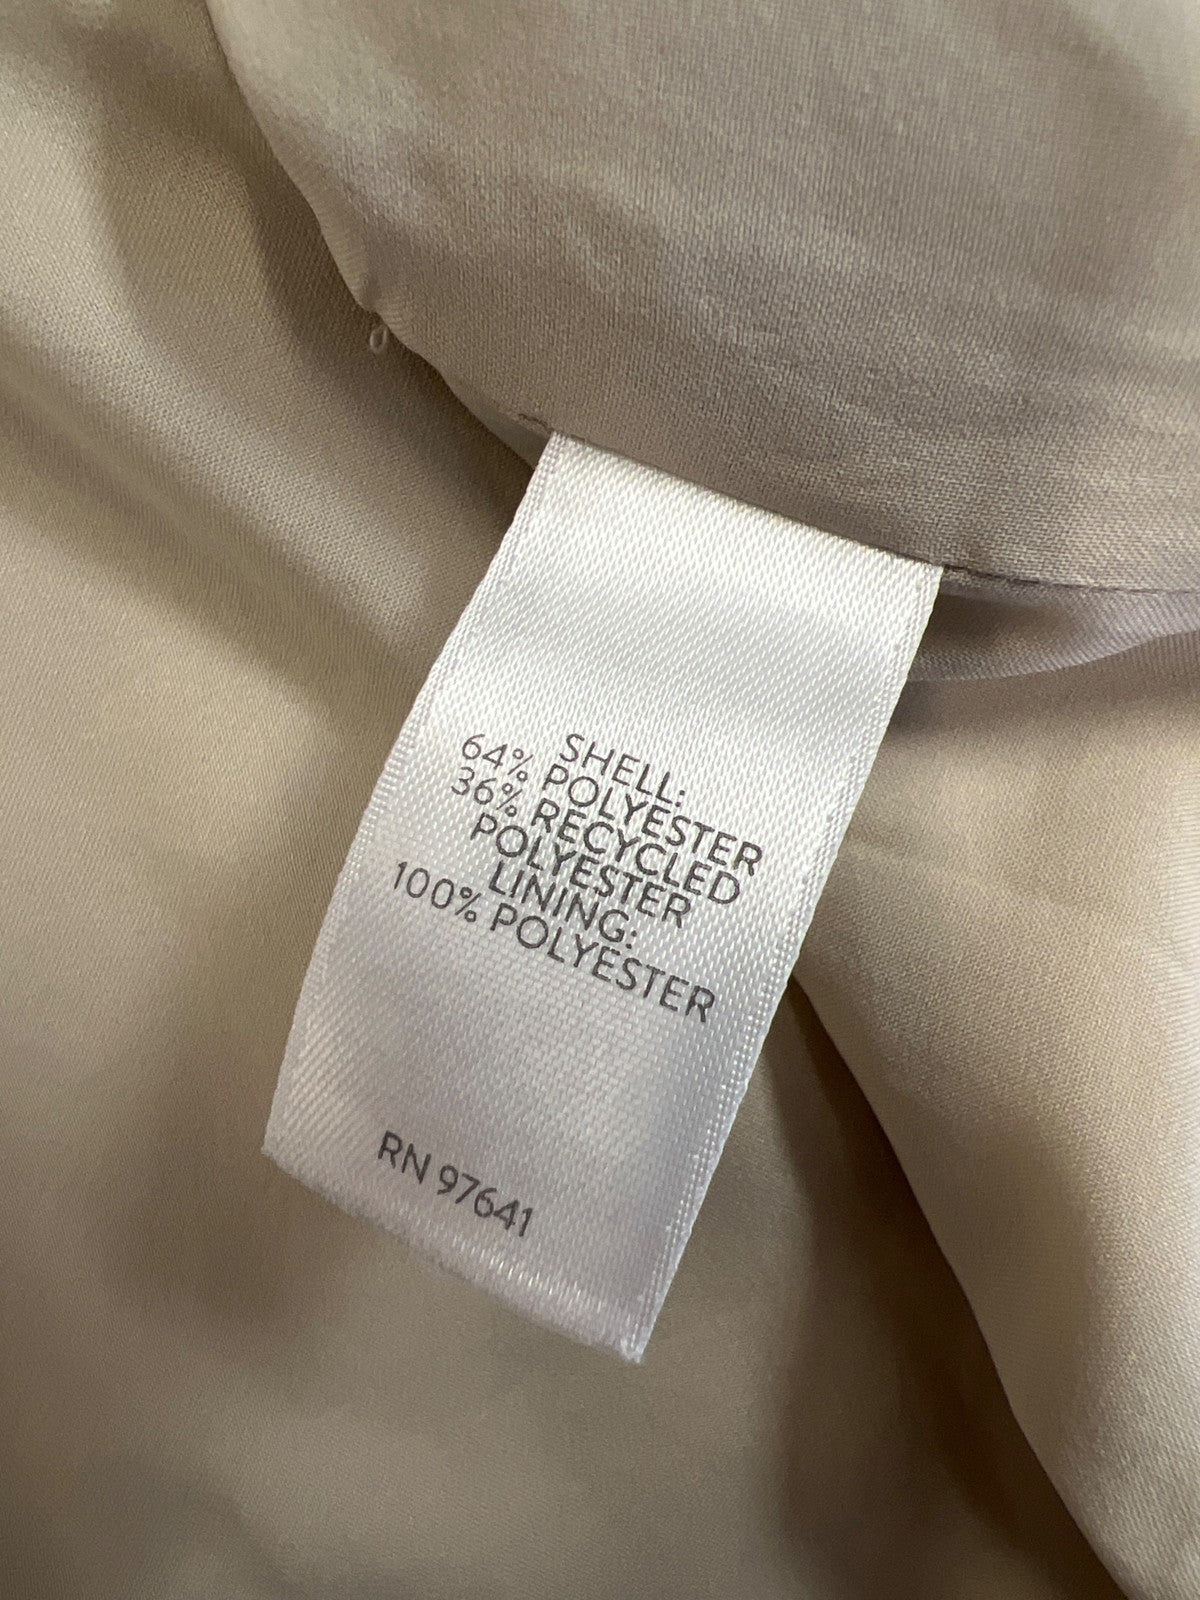 SHELL:
64% POLYESTER
36% RECYCLED
POLYESTER
LINING:
100% POLYESTER
RN 97641